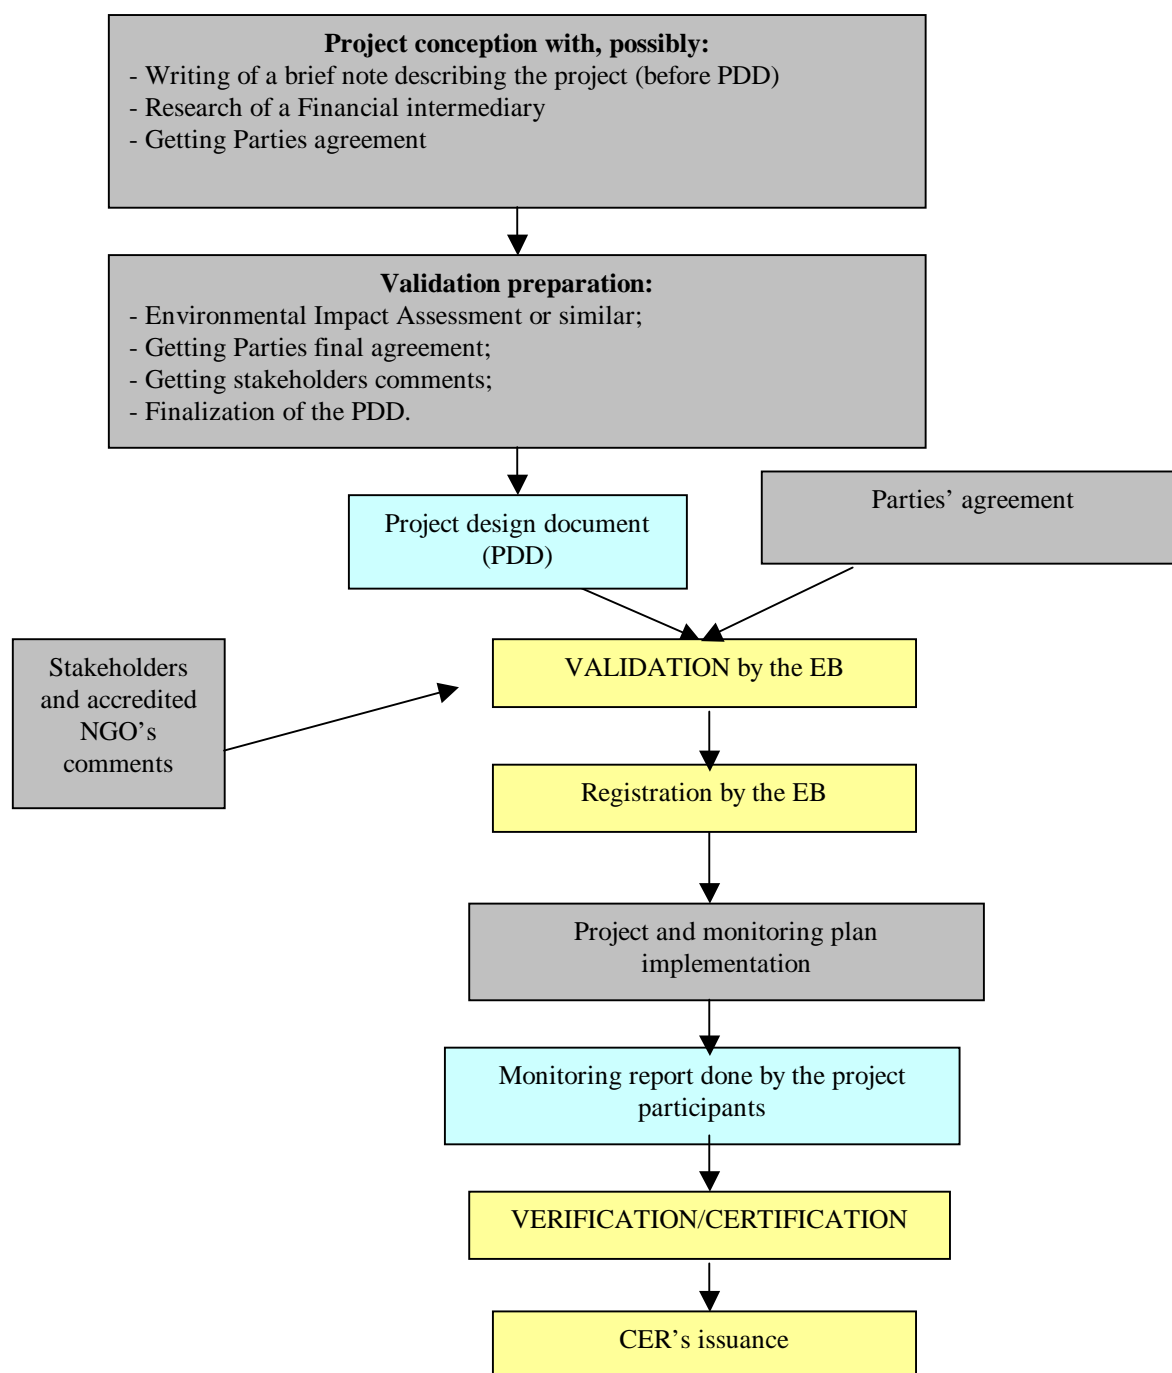 Project conception with, possibly:
- Writing of a brief note describing the project (before PDD)
- Research of a Financial intermediary
- Getting Parties agreement
Validation preparation:
- Environmental Impact Assessment or similar;
- Getting Parties final agreement;
- Getting stakeholders comments;
- Finalization of the PDD.
Project design document
(PDD)
Parties’ agreement
Stakeholders
and accredited
NGO’s
comments
VALIDATION by the EB
Registration by the EB
Project and monitoring plan
implementation
Monitoring report done by the project
participants
VERIFICATION/CERTIFICATION
CER’s issuance